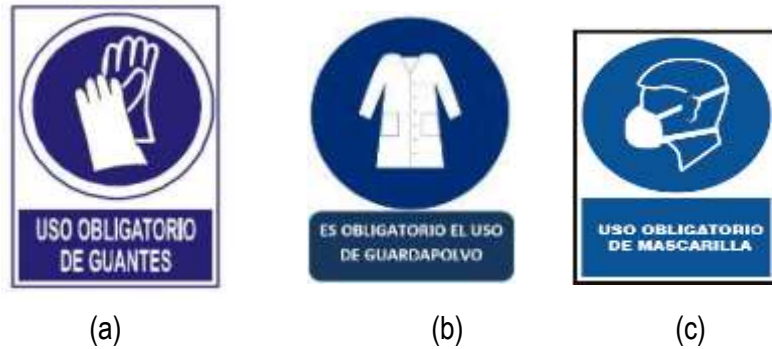 USO OBLIGATORIO
DE GUANTES
ES OBLIGATORIO EL USO
DE GUARDAPOLVO
USO OBLIGATORIO
DE MASCARILLA
(a)
(b)
(c)